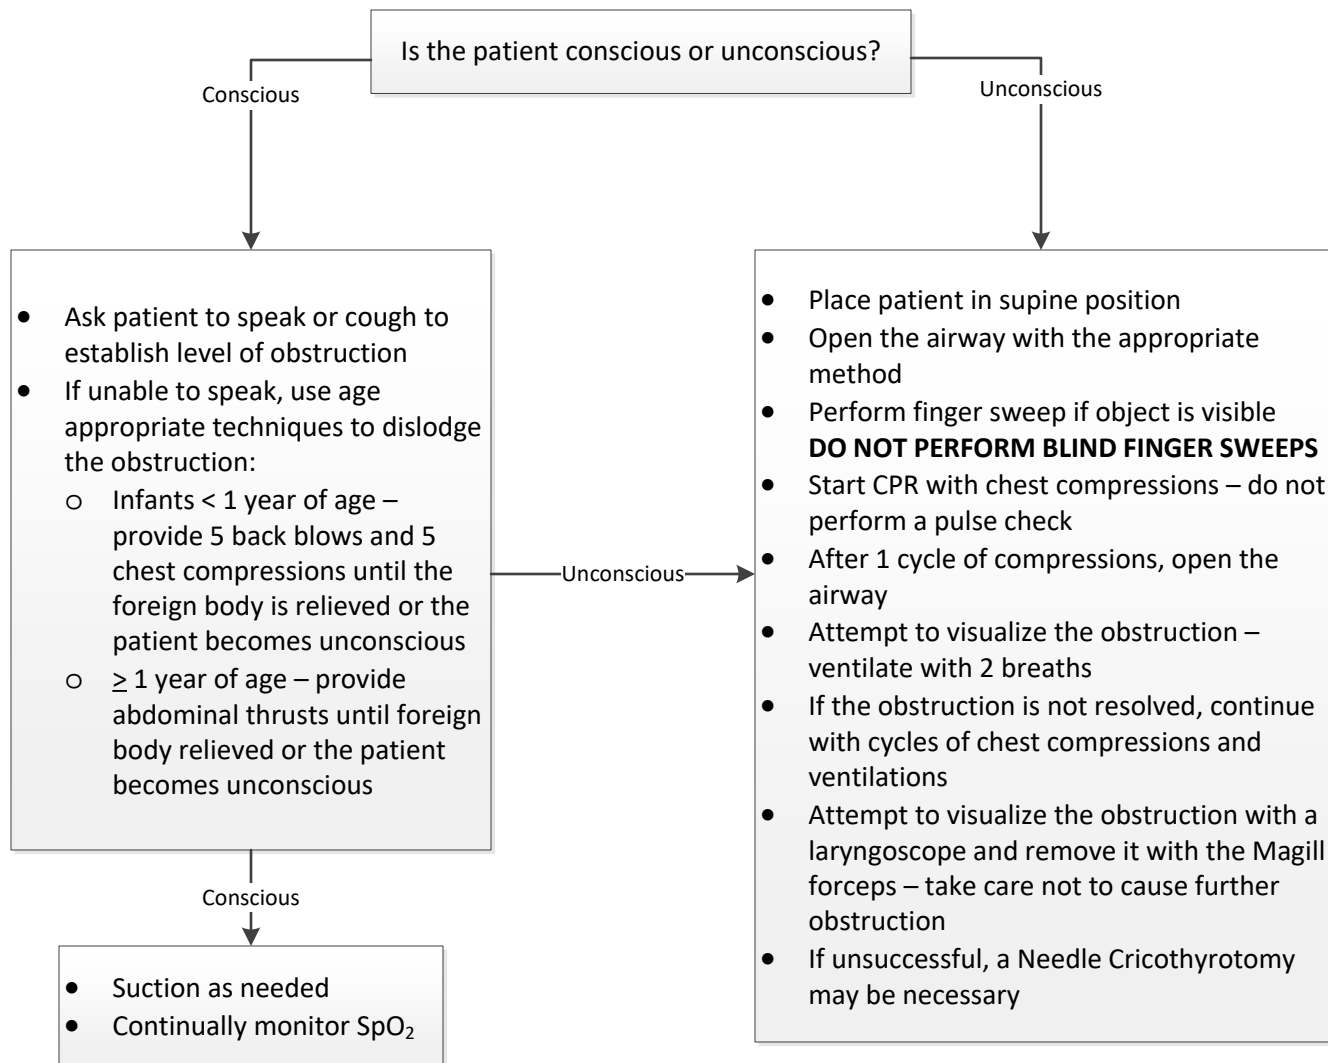 Is the patient conscious or unconscious?
Conscious
Unconscious
● Ask patient to speak or cough to
establish level of obstruction
● If unable to speak, use age
appropriate techniques to dislodge
the obstruction:
o Infants < 1 year of age –
provide 5 back blows and 5
chest compressions until the
foreign body is relieved or the
patient becomes unconscious
o ≥ 1 year of age – provide
abdominal thrusts until foreign
body relieved or the patient
becomes unconscious
Unconscious
● Place patient in supine position
● Open the airway with the appropriate
method
● Perform finger sweep if object is visible
DO NOT PERFORM BLIND FINGER SWEEPS
● Start CPR with chest compressions – do not
perform a pulse check
● After 1 cycle of compressions, open the
airway
● Attempt to visualize the obstruction –
ventilate with 2 breaths
● If the obstruction is not resolved, continue
with cycles of chest compressions and
ventilations
● Attempt to visualize the obstruction with a
laryngoscope and remove it with the Magill
forceps – take care not to cause further
obstruction
● If unsuccessful, a Needle Cricothyrotomy
may be necessary
Conscious
● Suction as needed
● Continually monitor SpO₂